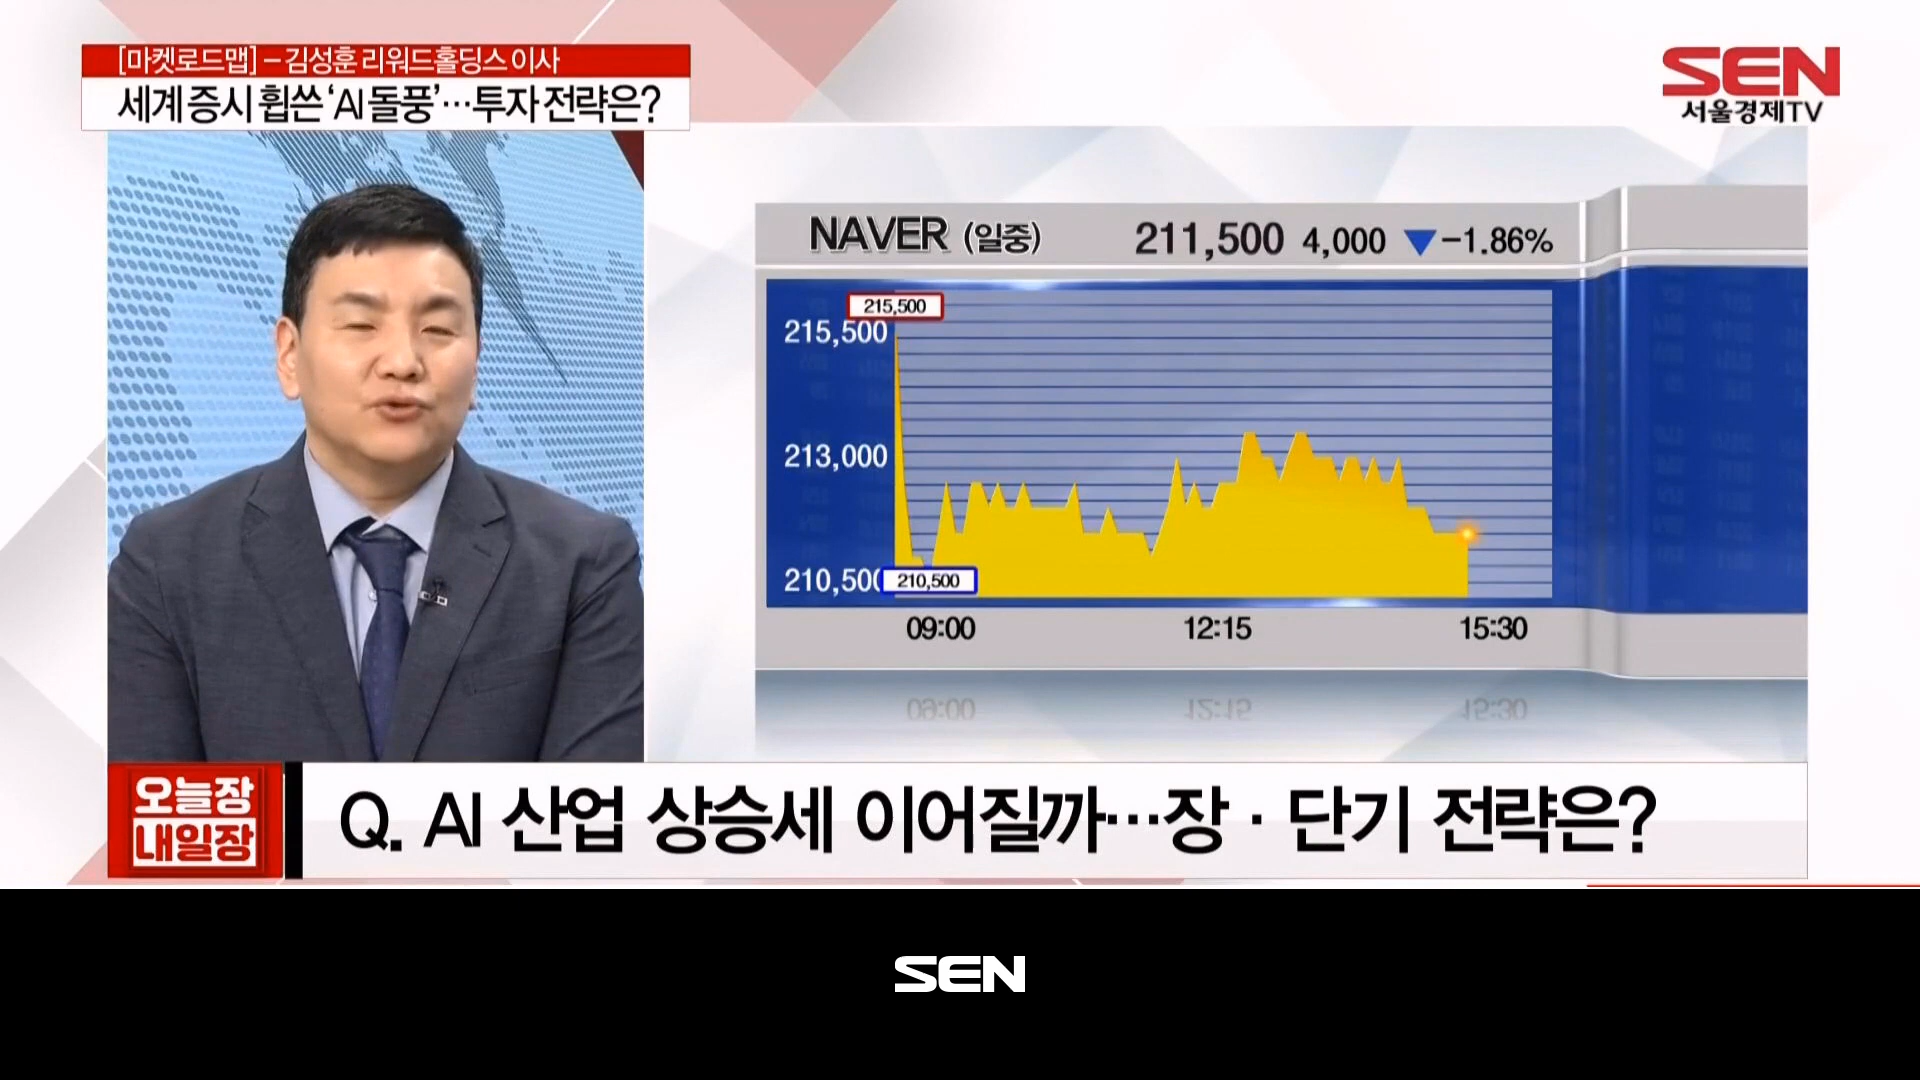 [마켓로드맵] – 김성훈 리워드홀딩스 이사
세계 증시 휩쓴 ‘AI 돌풍’…투자 전략은?
SEN
서울경제TV
NAVER (일중) 211,500 4,000 ▼-1.86%
215,500
215,500
213,000
210,500
210,500
09:00 12:15 15:30
09:00 12:15 15:30
오늘장
내일장
Q. AI 산업 상승세 이어질까…장·단기 전략은?
SEN